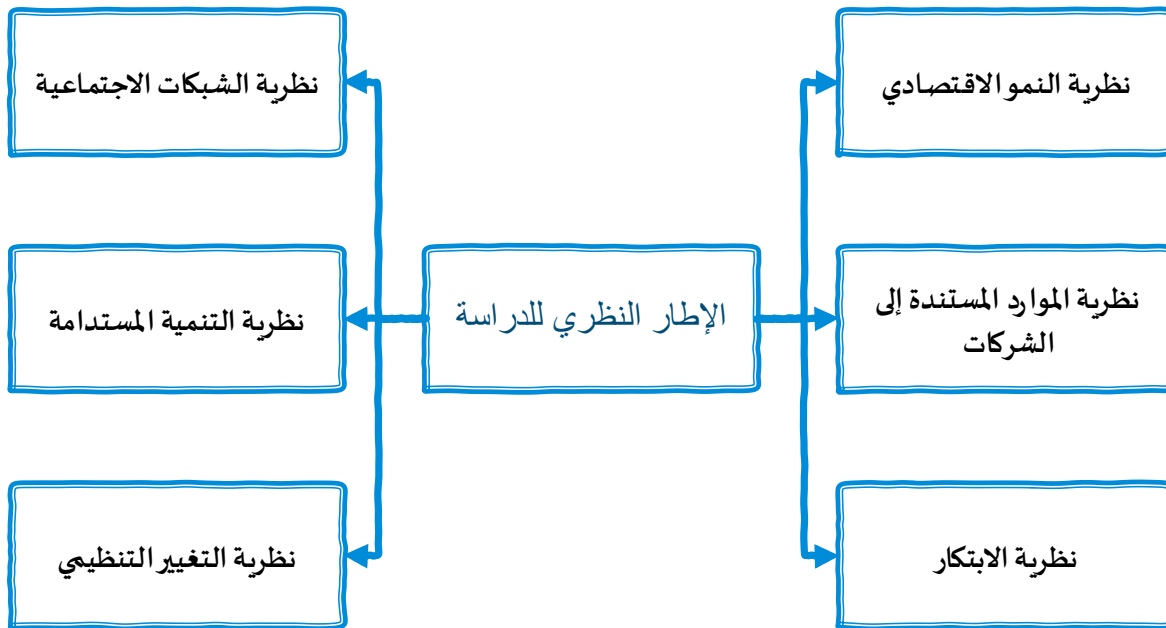 نظرية النمو الاقتصادي
نظرية الشبكات الاجتماعية
نظرية الموارد المستندة إلى
الشركات
الإطار النظري للدراسة
نظرية التنمية المستدامة
نظرية الابتكار
نظرية التغيير التنظيمي